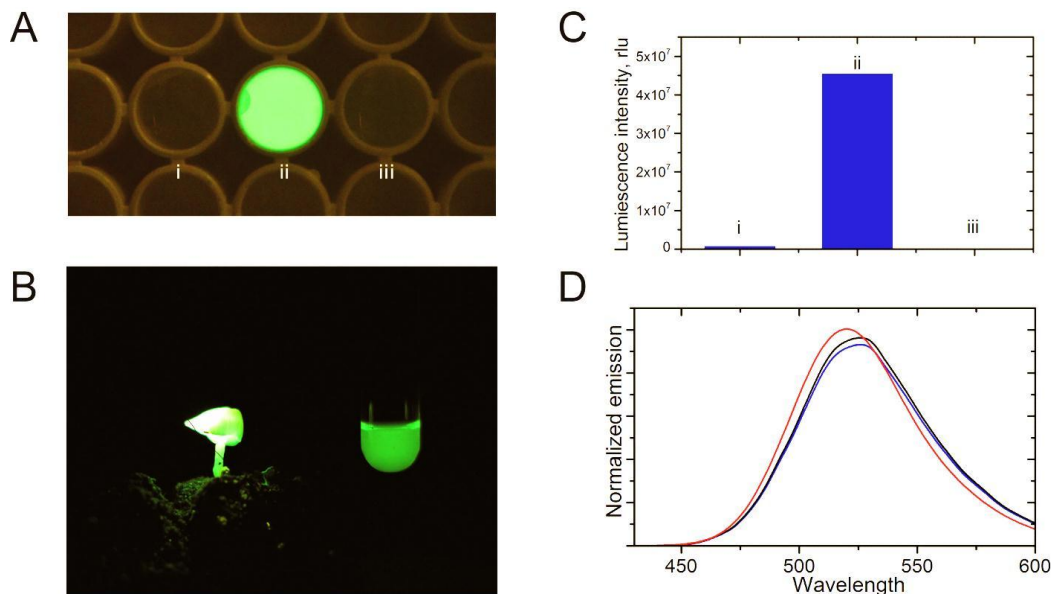 A
i
ii
iii
B
C
Lumiescence intensity, rlu
5x10⁷
4x10⁷
3x10⁷
2x10⁷
1x10⁷
0
i
ii
iii
D
Normalized emission
450
500
550
600
Wavelength